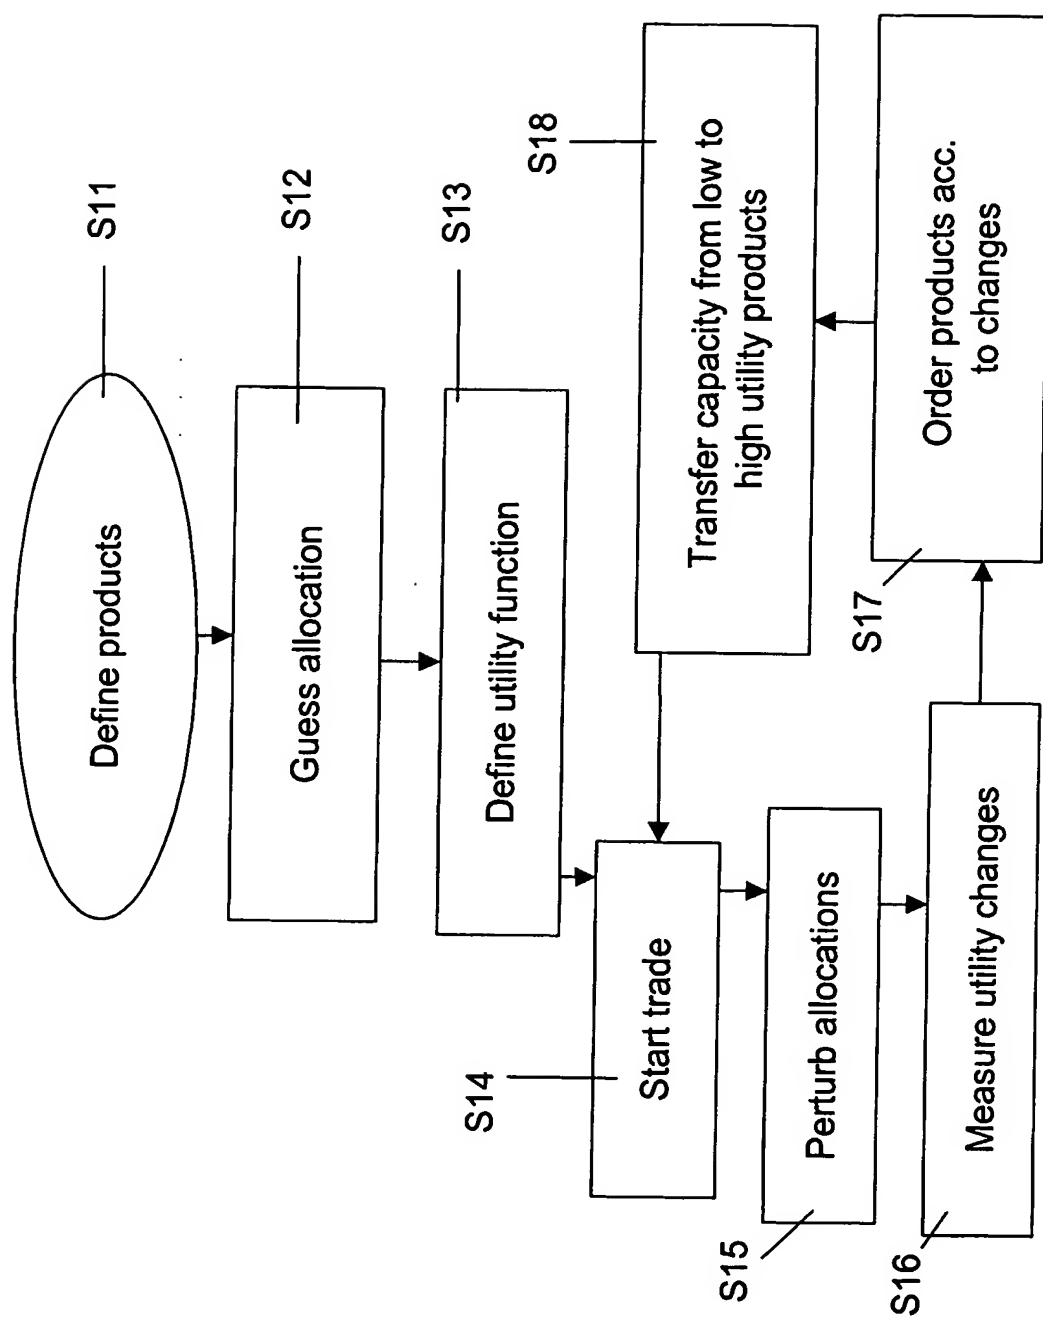 Define products
S11
Guess allocation
S12
Define utility function
S13
Start trade
S14
Perturb allocations
S15
Measure utility changes
S16
Order products acc.
to changes
S17
Transfer capacity from low to
high utility products
S18